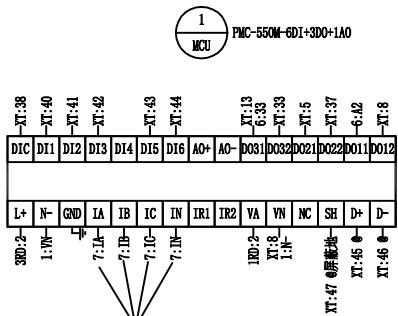 1
MCU
PMC-550M-6DI+3DO+1AO
XT:38
XT:40
XT:41
XT:42
XT:43
XT:44
XT:13
6:33
XT:33
XT:5
XT:37
6:A2
XT:8
DIC DI1 DI2 DI3 DI4 DI5 DI6 AO+ AO- DO31 DO32 DO21 DO22 DO11 DO12
L+ N- GND IA IB IC IN IR1 IR2 VA VN NC SH D+ D-
3RD:2
1:VN
7:IA
7:IB
7:IC
7:IN
1RD:2
XT:8
1:N-
XT:47 @屏蔽地
XT:45 @
XT:46 @